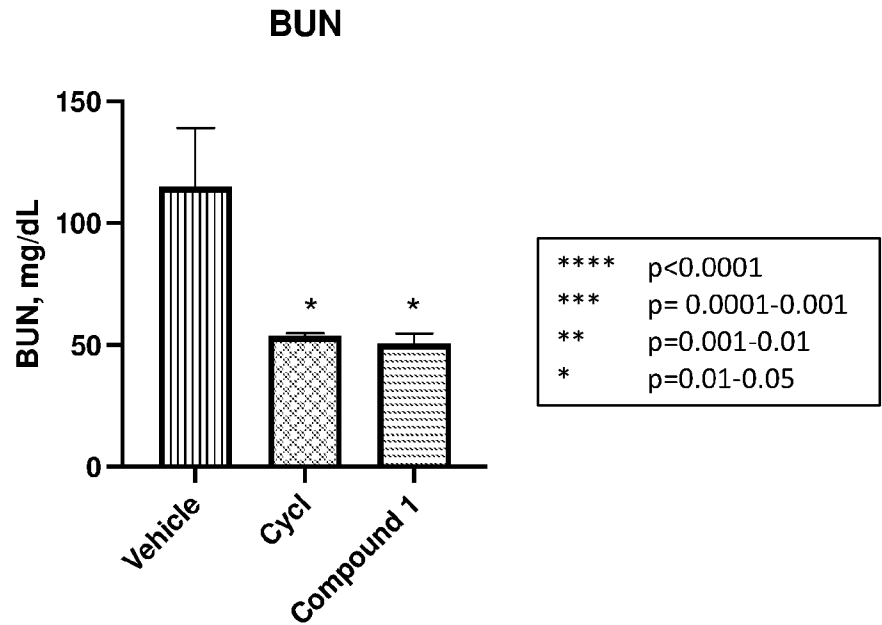 BUN
BUN, mg/dL
150
100
50
0
*
*
Vehicle
Cycl
Compound 1
**** p<0.0001
*** p= 0.0001-0.001
** p=0.001-0.01
* p=0.01-0.05